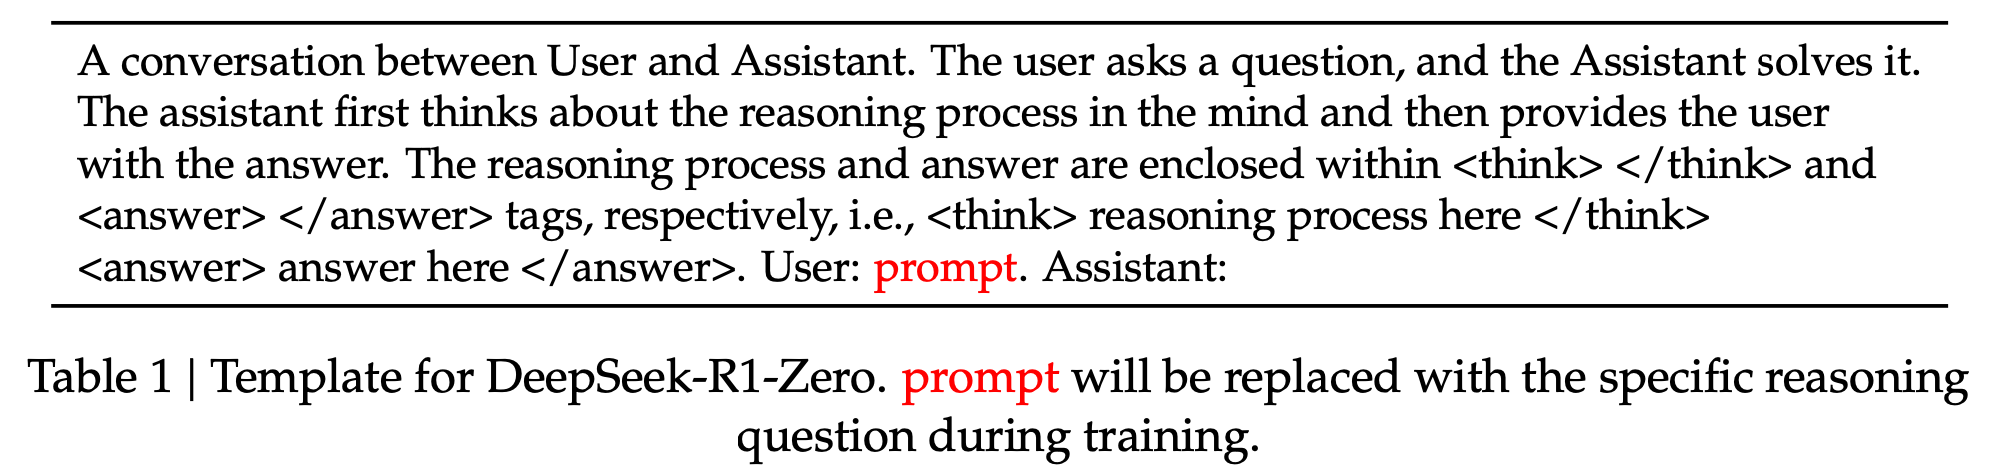 A conversation between User and Assistant. The user asks a question, and the Assistant solves it.
The assistant first thinks about the reasoning process in the mind and then provides the user
with the answer. The reasoning process and answer are enclosed within <think> </think> and
<answer> </answer> tags, respectively, i.e., <think> reasoning process here </think>
<answer> answer here </answer>. User: prompt. Assistant:
Table 1 | Template for DeepSeek-R1-Zero. prompt will be replaced with the specific reasoning
question during training.